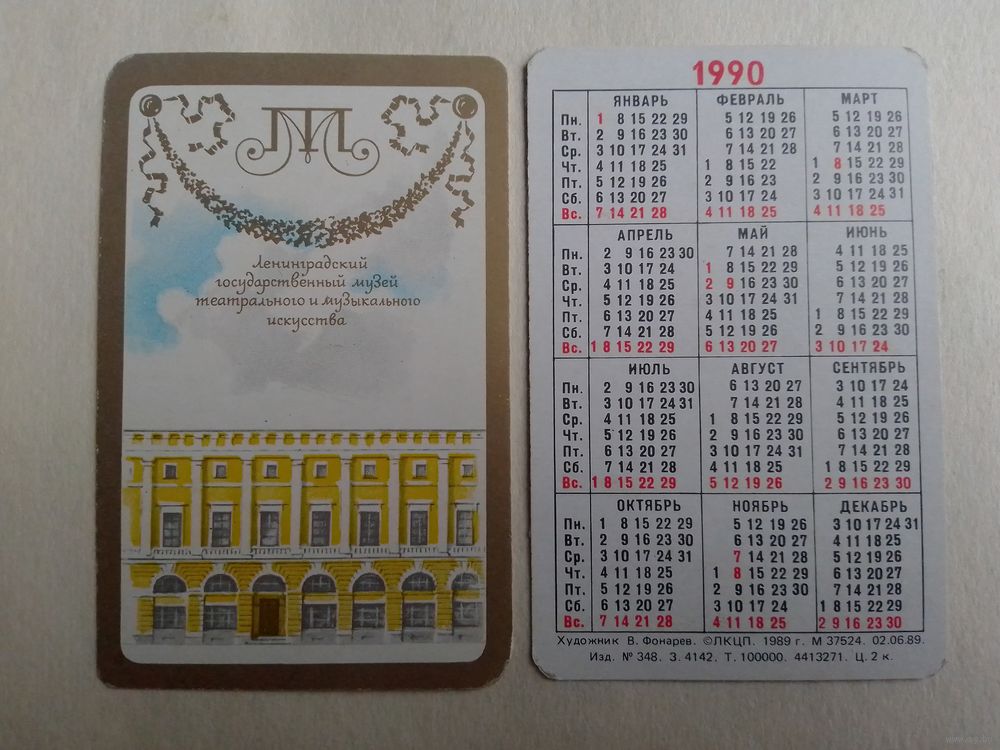 Ленинградский
государственный музей
театрального и музыкального
искусства
1990
ЯНВАРЬ ФЕВРАЛЬ МАРТ
Пн. 1 8 15 22 29 5 12 19 26 5 12 19 26
Вт. 2 9 16 23 30 6 13 20 27 6 13 20 27
Ср. 3 10 17 24 31 7 14 21 28 7 14 21 28
Чт. 4 11 18 25 1 8 15 22 1 8 15 22 29
Пт. 5 12 19 26 2 9 16 23 2 9 16 23 30
Сб. 6 13 20 27 3 10 17 24 3 10 17 24 31
Вс. 7 14 21 28 4 11 18 25 4 11 18 25
АПРЕЛЬ МАЙ ИЮНЬ
Пн. 2 9 16 23 30 7 14 21 28 4 11 18 25
Вт. 3 10 17 24 1 8 15 22 29 5 12 19 26
Ср. 4 11 18 25 2 9 16 23 30 6 13 20 27
Чт. 5 12 19 26 3 10 17 24 31 7 14 21 28
Пт. 6 13 20 27 4 11 18 25 1 8 15 22 29
Сб. 7 14 21 28 5 12 19 26 2 9 16 23 30
Вс. 1 8 15 22 29 6 13 20 27 3 10 17 24
ИЮЛЬ АВГУСТ СЕНТЯБРЬ
Пн. 2 9 16 23 30 6 13 20 27 3 10 17 24
Вт. 3 10 17 24 31 7 14 21 28 4 11 18 25
Ср. 4 11 18 25 1 8 15 22 29 5 12 19 26
Чт. 5 12 19 26 2 9 16 23 30 6 13 20 27
Пт. 6 13 20 27 3 10 17 24 31 7 14 21 28
Сб. 7 14 21 28 4 11 18 25 1 8 15 22 29
Вс. 1 8 15 22 29 5 12 19 26 2 9 16 23 30
ОКТЯБРЬ НОЯБРЬ ДЕКАБРЬ
Пн. 1 8 15 22 29 5 12 19 26 3 10 17 24 31
Вт. 2 9 16 23 30 6 13 20 27 4 11 18 25
Ср. 3 10 17 24 31 7 14 21 28 5 12 19 26
Чт. 4 11 18 25 1 8 15 22 29 6 13 20 27
Пт. 5 12 19 26 2 9 16 23 30 7 14 21 28
Сб. 6 13 20 27 3 10 17 24 1 8 15 22 29
Вс. 7 14 21 28 4 11 18 25 2 9 16 23 30
Художник В. Фонарев. ©ЛКЦП. 1989 г. М 37524. 02.06.89.
Изд. № 348. З. 4142. Т. 100000. 4413271. Ц. 2 к.